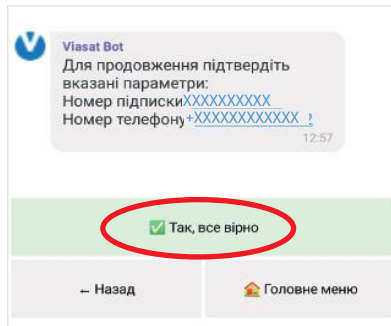 Viasat Bot
Для продовження підтвердіть
вказані параметри:
Номер підпискиXXXXXXXXXX
Номер телефону+XXXXXXXXXXXX
12:57
✅ Так, все вірно
← Назад
🏠 Головне меню